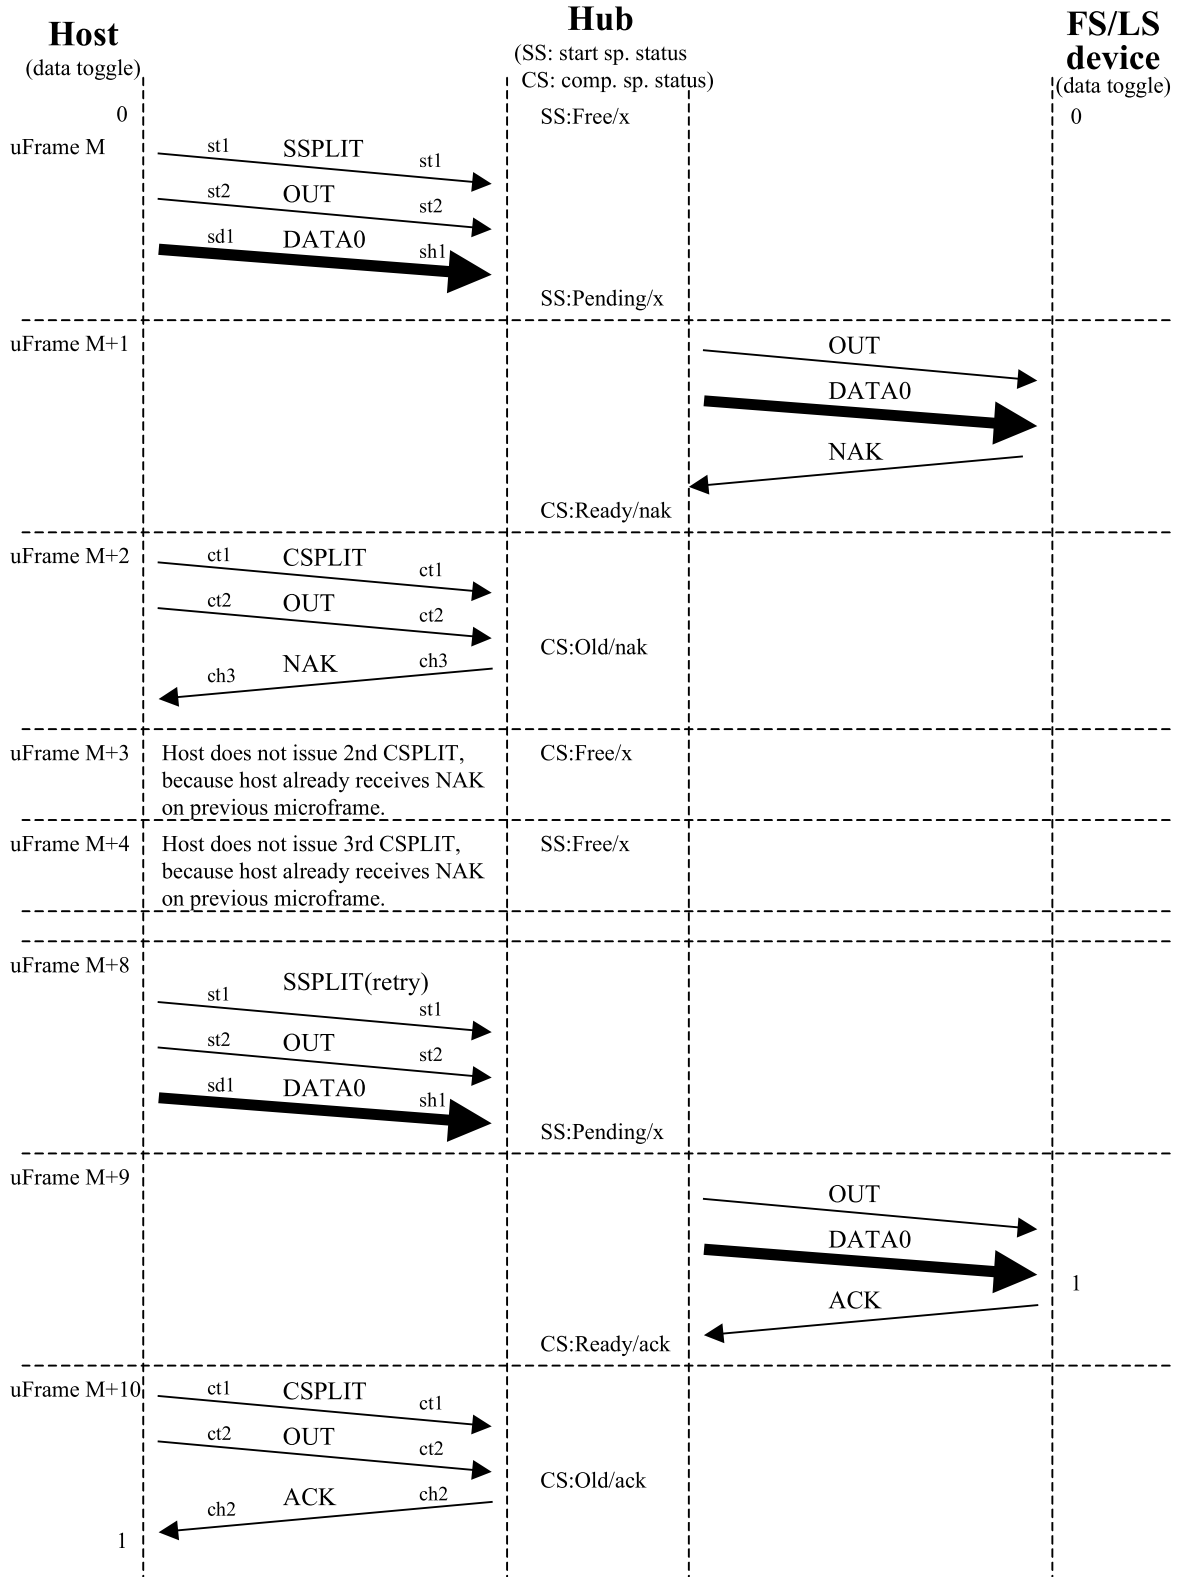 Host
(data toggle)
Hub
(SS: start sp. status
CS: comp. sp. status)
FS/LS
device
(data toggle)
0
SS:Free/x
0
uFrame M
st1 SSPLIT st1
st2 OUT st2
sd1 DATA0 sh1
SS:Pending/x
uFrame M+1
OUT
DATA0
NAK
CS:Ready/nak
uFrame M+2
ct1 CSPLIT ct1
ct2 OUT ct2
CS:Old/nak
ch3 NAK ch3
uFrame M+3
Host does not issue 2nd CSPLIT,
because host already receives NAK
on previous microframe.
CS:Free/x
uFrame M+4
Host does not issue 3rd CSPLIT,
because host already receives NAK
on previous microframe.
SS:Free/x
uFrame M+8
SSPLIT(retry)
st1 st1
st2 OUT st2
sd1 DATA0 sh1
SS:Pending/x
uFrame M+9
OUT
DATA0
1
ACK
CS:Ready/ack
uFrame M+10
ct1 CSPLIT ct1
ct2 OUT ct2
CS:Old/ack
ch2 ACK ch2
1